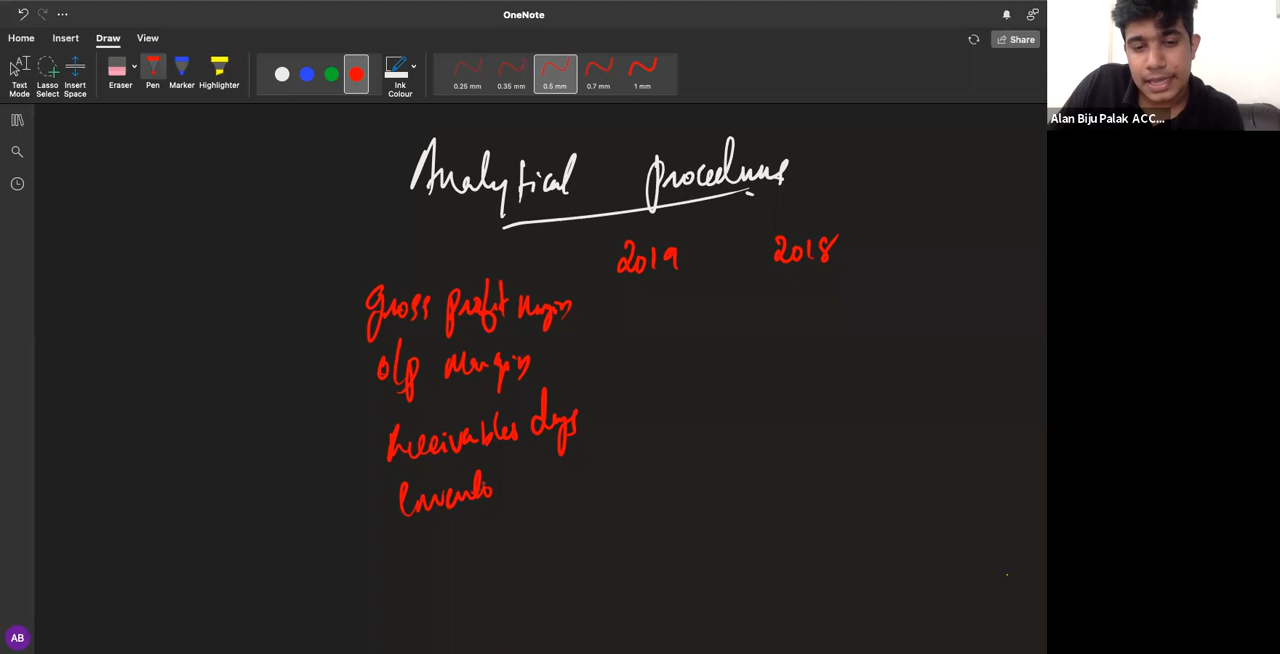 OneNote
Home Insert Draw View
Share
Text Mode
Lasso Select
Insert Space
Eraser
Pen
Marker
Highlighter
Ink Colour
0.25 mm
0.35 mm
0.5 mm
0.7 mm
1 mm
Alan Biju Palak ACC...
Analytical procedures
2019 2018
Gross profit Margin
O/p Margin
Receivables days
Invento
AB